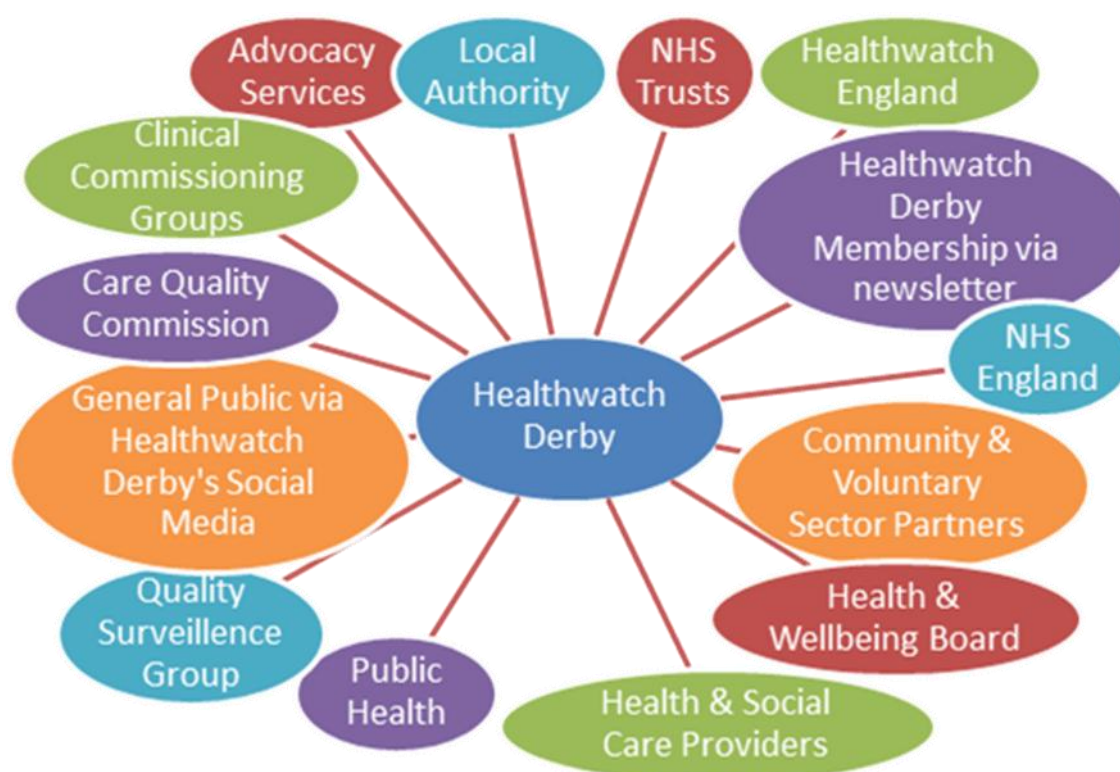 Advocacy
Services
Local
Authority
NHS
Trusts
Healthwatch
England
Clinical
Commissioning
Groups
Healthwatch
Derby
Membership via
newsletter
Care Quality
Commission
NHS
England
Healthwatch
Derby
General Public via
Healthwatch
Derby's Social
Media
Community &
Voluntary
Sector Partners
Quality
Surveillence
Group
Health &
Wellbeing Board
Public
Health
Health & Social
Care Providers